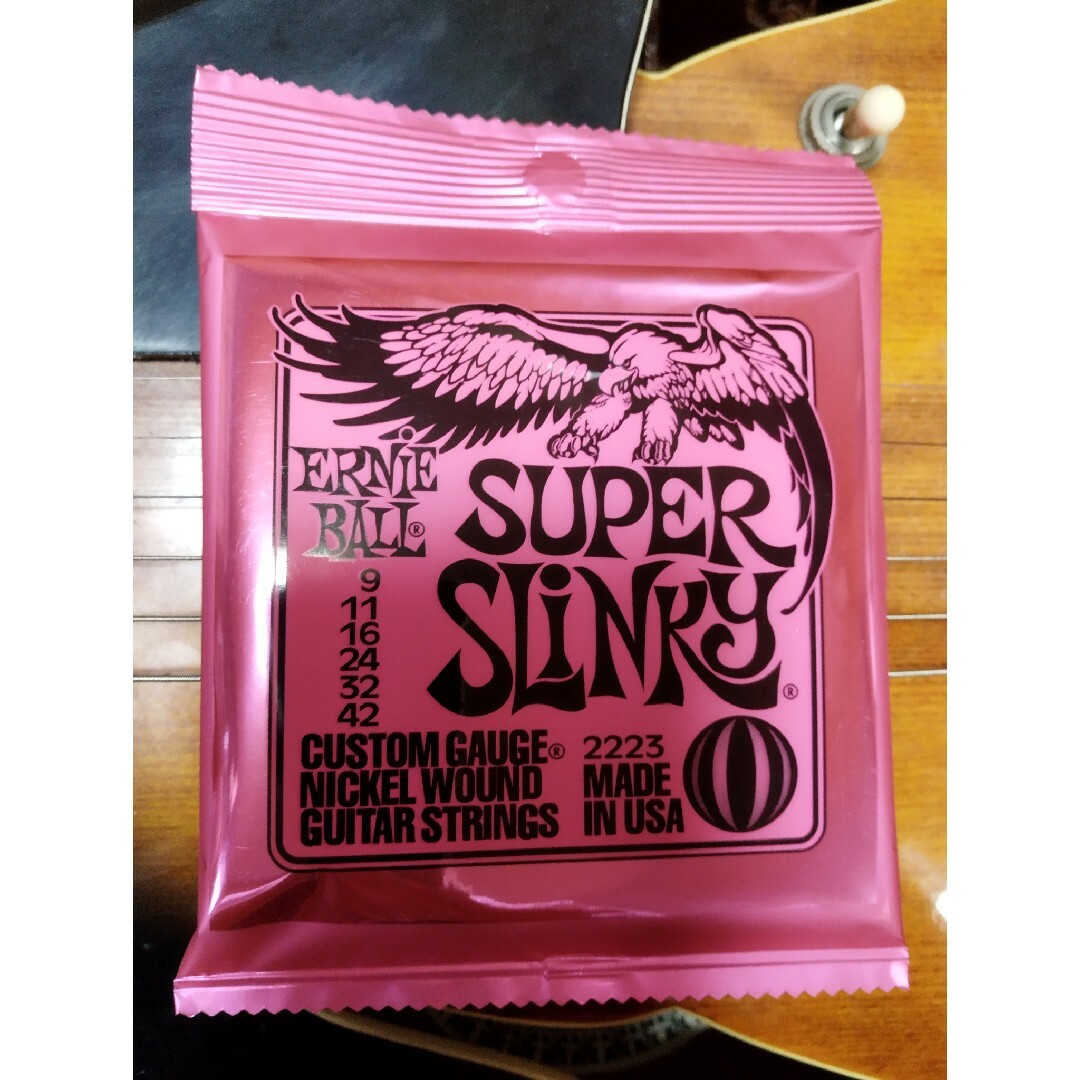 ERNIE
BALL®
SUPER
SLINKY®
9
11
16
24
32
42
CUSTOM GAUGE®
NICKEL WOUND
GUITAR STRINGS
2223
MADE
IN USA